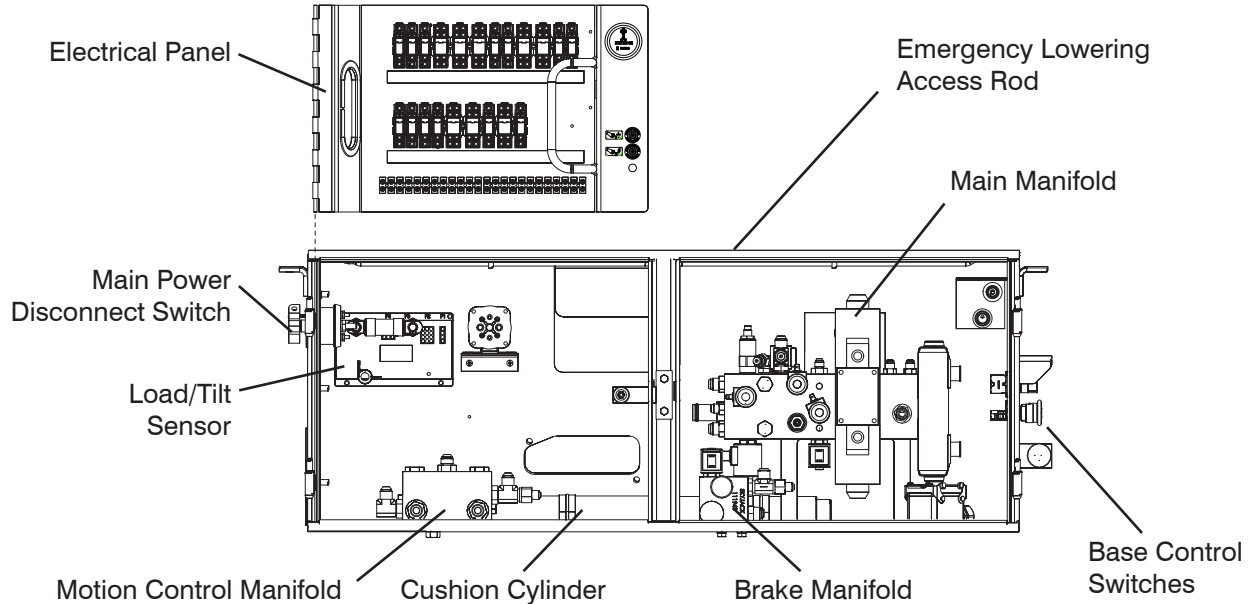 Electrical Panel
Emergency Lowering
Access Rod
Main Manifold
Main Power
Disconnect Switch
Load/Tilt
Sensor
Motion Control Manifold
Cushion Cylinder
Brake Manifold
Base Control
Switches